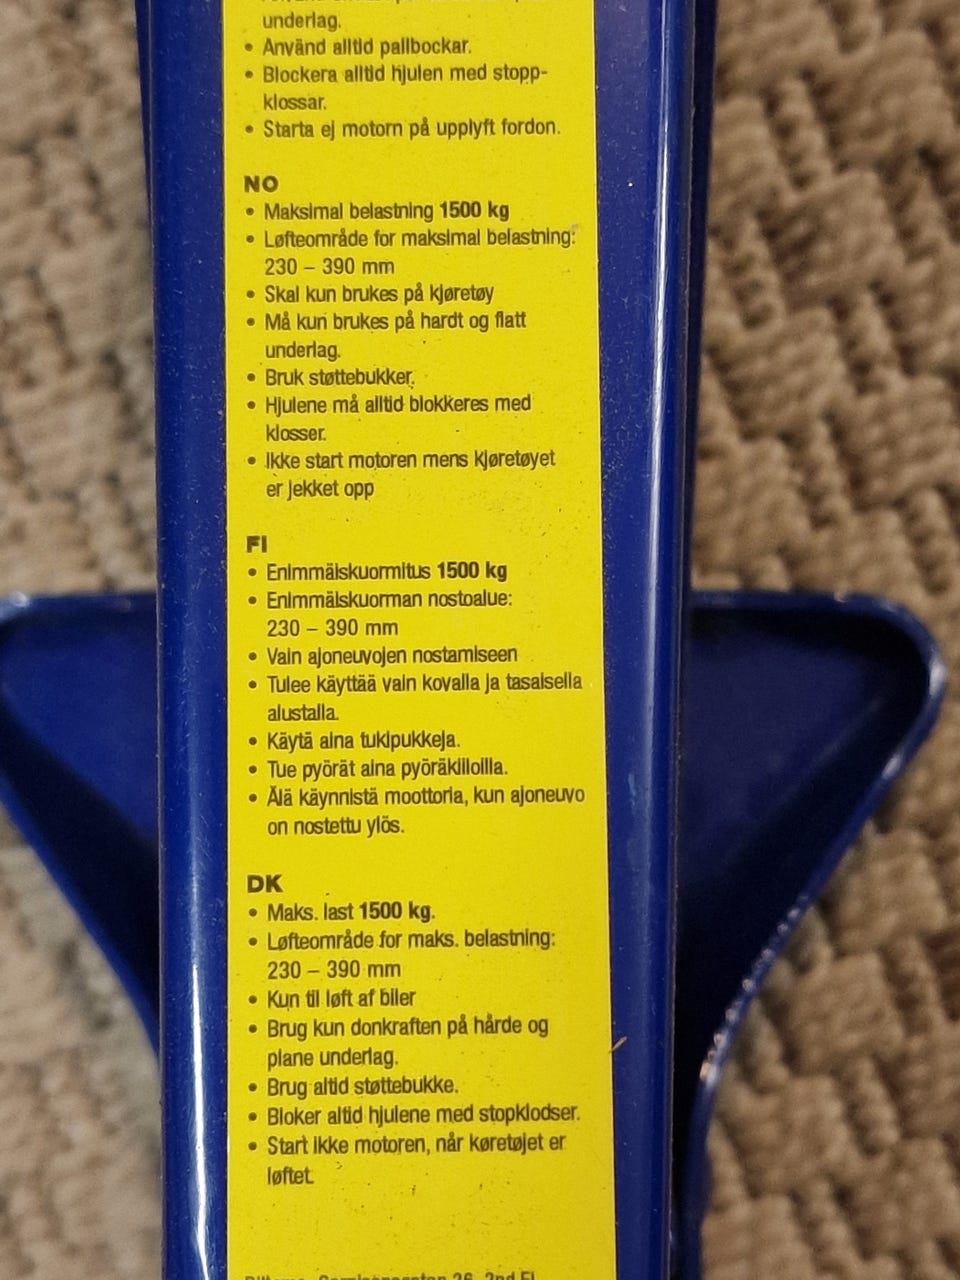 underlag.
• Använd alltid pallbockar.
• Blockera alltid hjulen med stopp-
klossar.
• Starta ej motorn på upplyft fordon.
NO
• Maksimal belastning 1500 kg
• Løfteområde for maksimal belastning:
230 – 390 mm
• Skal kun brukes på kjøretøy
• Må kun brukes på hardt og flatt
underlag.
• Bruk støttebukker.
• Hjulene må alltid blokkeres med
klosser.
• Ikke start motoren mens kjøretøyet
er jekket opp
FI
• Enimmäiskuormitus 1500 kg
• Enimmäiskuorman nostoalue:
230 – 390 mm
• Vain ajoneuvojen nostamiseen
• Tulee käyttää vain kovalla ja tasaisella
alustalla.
• Käytä aina tukipukkeja.
• Tue pyörät aina pyöräkiiloilla.
• Älä käynnistä moottoria, kun ajoneuvo
on nostettu ylös.
DK
• Maks. last 1500 kg.
• Løfteområde for maks. belastning:
230 – 390 mm
• Kun til løft af biler
• Brug kun donkraften på hårde og
plane underlag.
• Brug altid støttebukke.
• Bloker altid hjulene med stopklodser.
• Start ikke motoren, når køretøjet er
løftet.